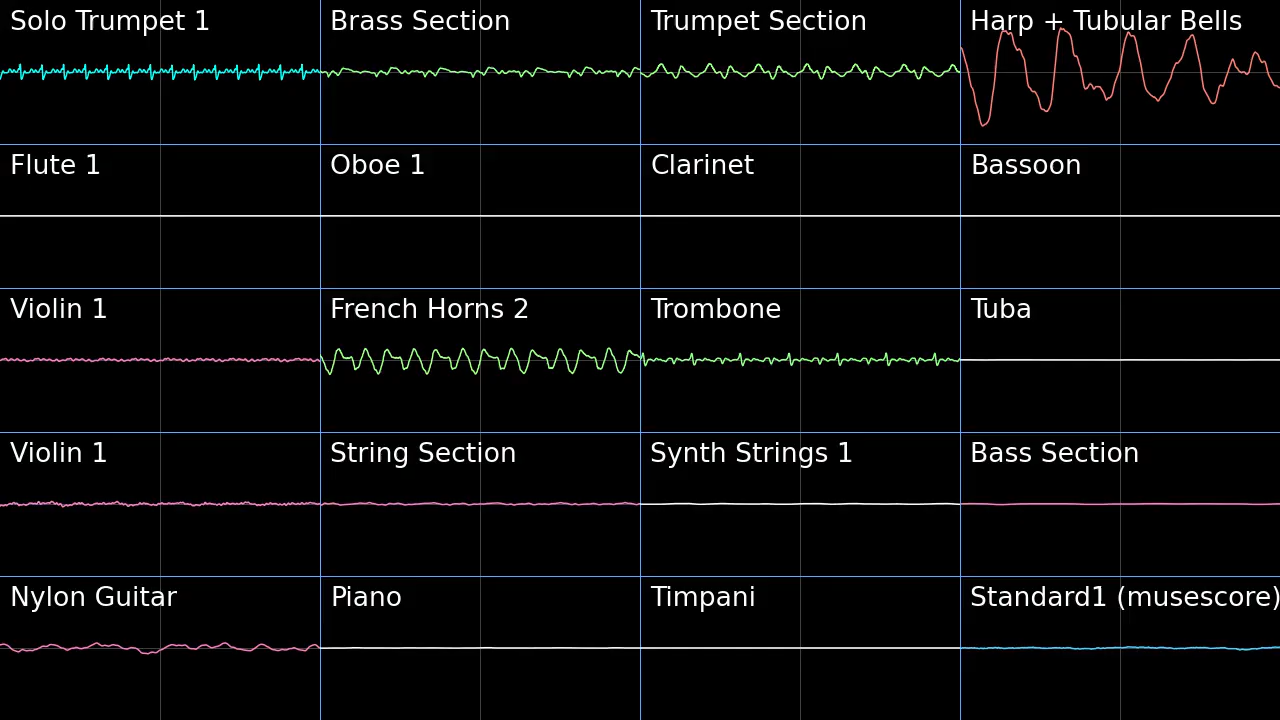 Solo Trumpet 1
Brass Section
Trumpet Section
Harp + Tubular Bells
Flute 1
Oboe 1
Clarinet
Bassoon
Violin 1
French Horns 2
Trombone
Tuba
Violin 1
String Section
Synth Strings 1
Bass Section
Nylon Guitar
Piano
Timpani
Standard1 (musescore)